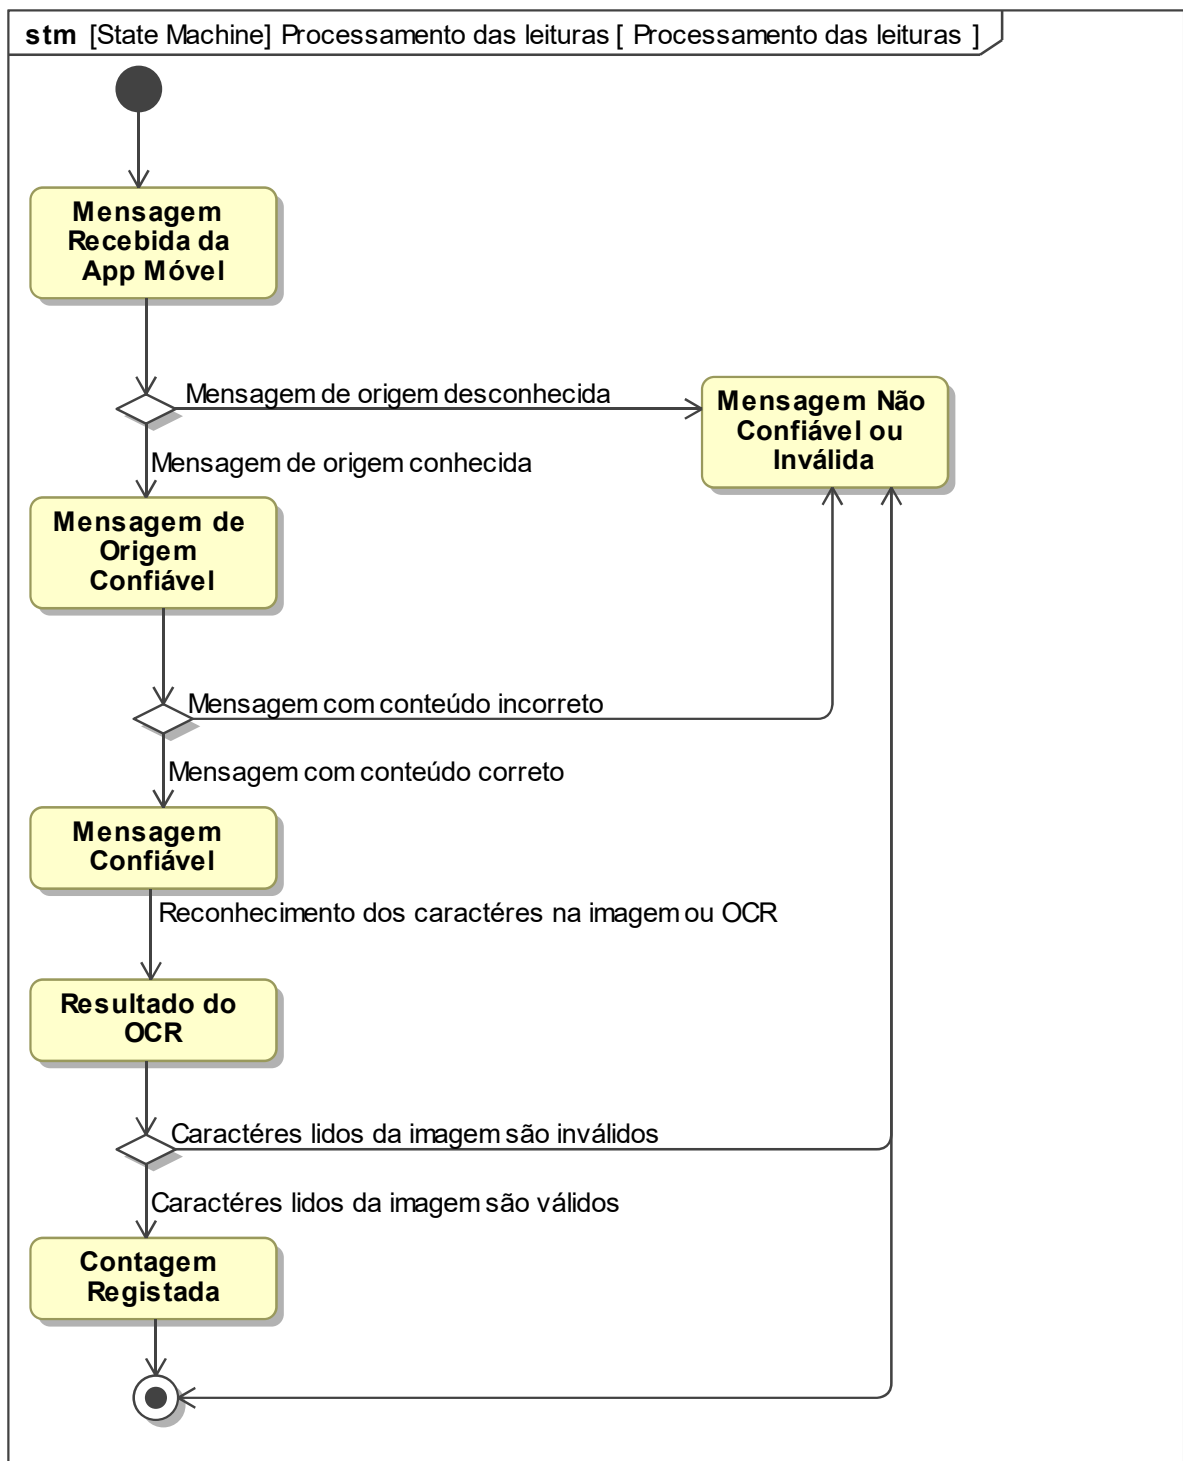 stm [State Machine] Processamento das leituras [ Processamento das leituras ]
Mensagem
Recebida da
App Móvel
Mensagem de origem desconhecida
Mensagem Não
Confiável ou
Inválida
Mensagem de origem conhecida
Mensagem de
Origem
Confiável
Mensagem com conteúdo incorreto
Mensagem com conteúdo correto
Mensagem
Confiável
Reconhecimento dos caractéres na imagem ou OCR
Resultado do
OCR
Caractéres lidos da imagem são inválidos
Caractéres lidos da imagem são válidos
Contagem
Registada